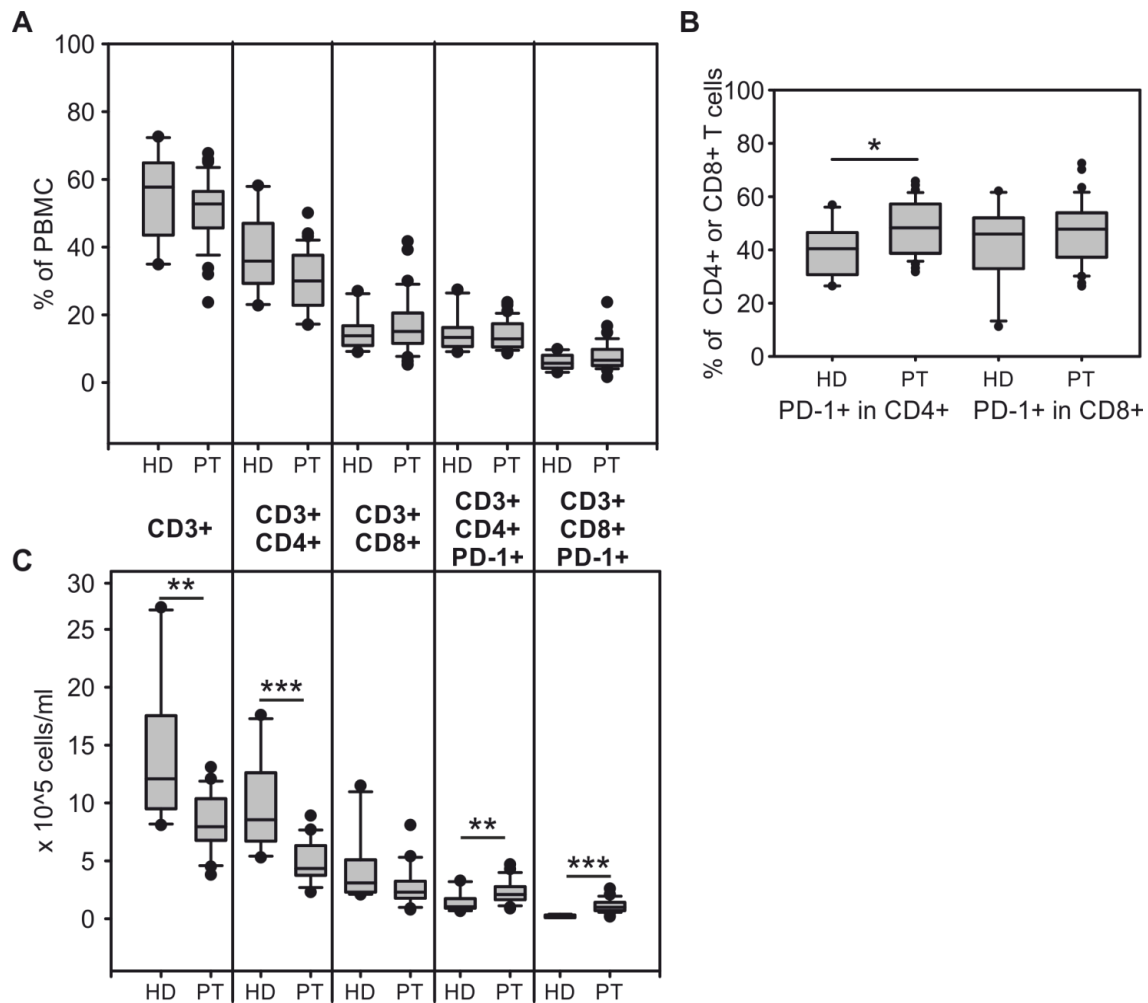 A
100
80
60
40
20
0
% of PBMC
HD PT HD PT HD PT HD PT HD PT
CD3+
CD3+
CD4+
CD3+
CD8+
CD3+
CD4+
PD-1+
CD3+
CD8+
PD-1+
B
100
80
60
40
20
0
% of CD4+ or CD8+ T cells
*
HD PT HD PT
PD-1+ in CD4+ PD-1+ in CD8+
C
30
25
20
15
10
5
0
x 10^5 cells/ml
** *** ** ***
HD PT HD PT HD PT HD PT HD PT